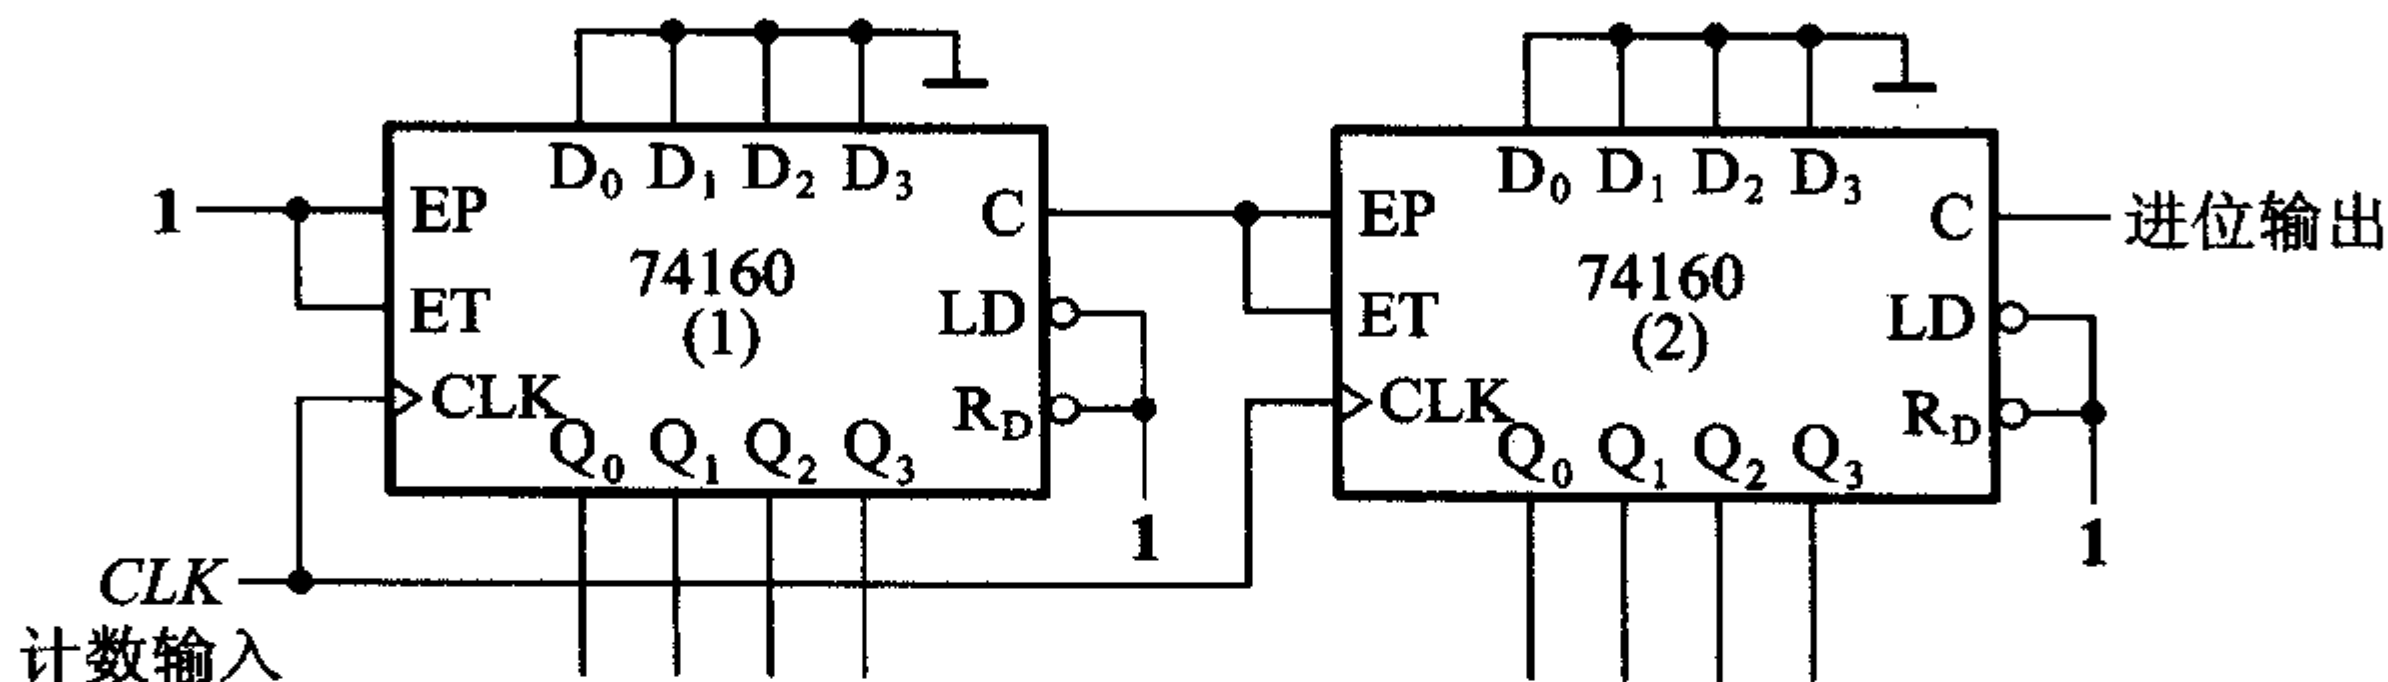 D₀ D₁ D₂ D₃
1 EP C
74160
(1)
ET LD
CLK R_D
Q₀ Q₁ Q₂ Q₃
1
CLK
计数输入
D₀ D₁ D₂ D₃
EP C 进位输出
74160
(2)
ET LD
CLK R_D
Q₀ Q₁ Q₂ Q₃
1